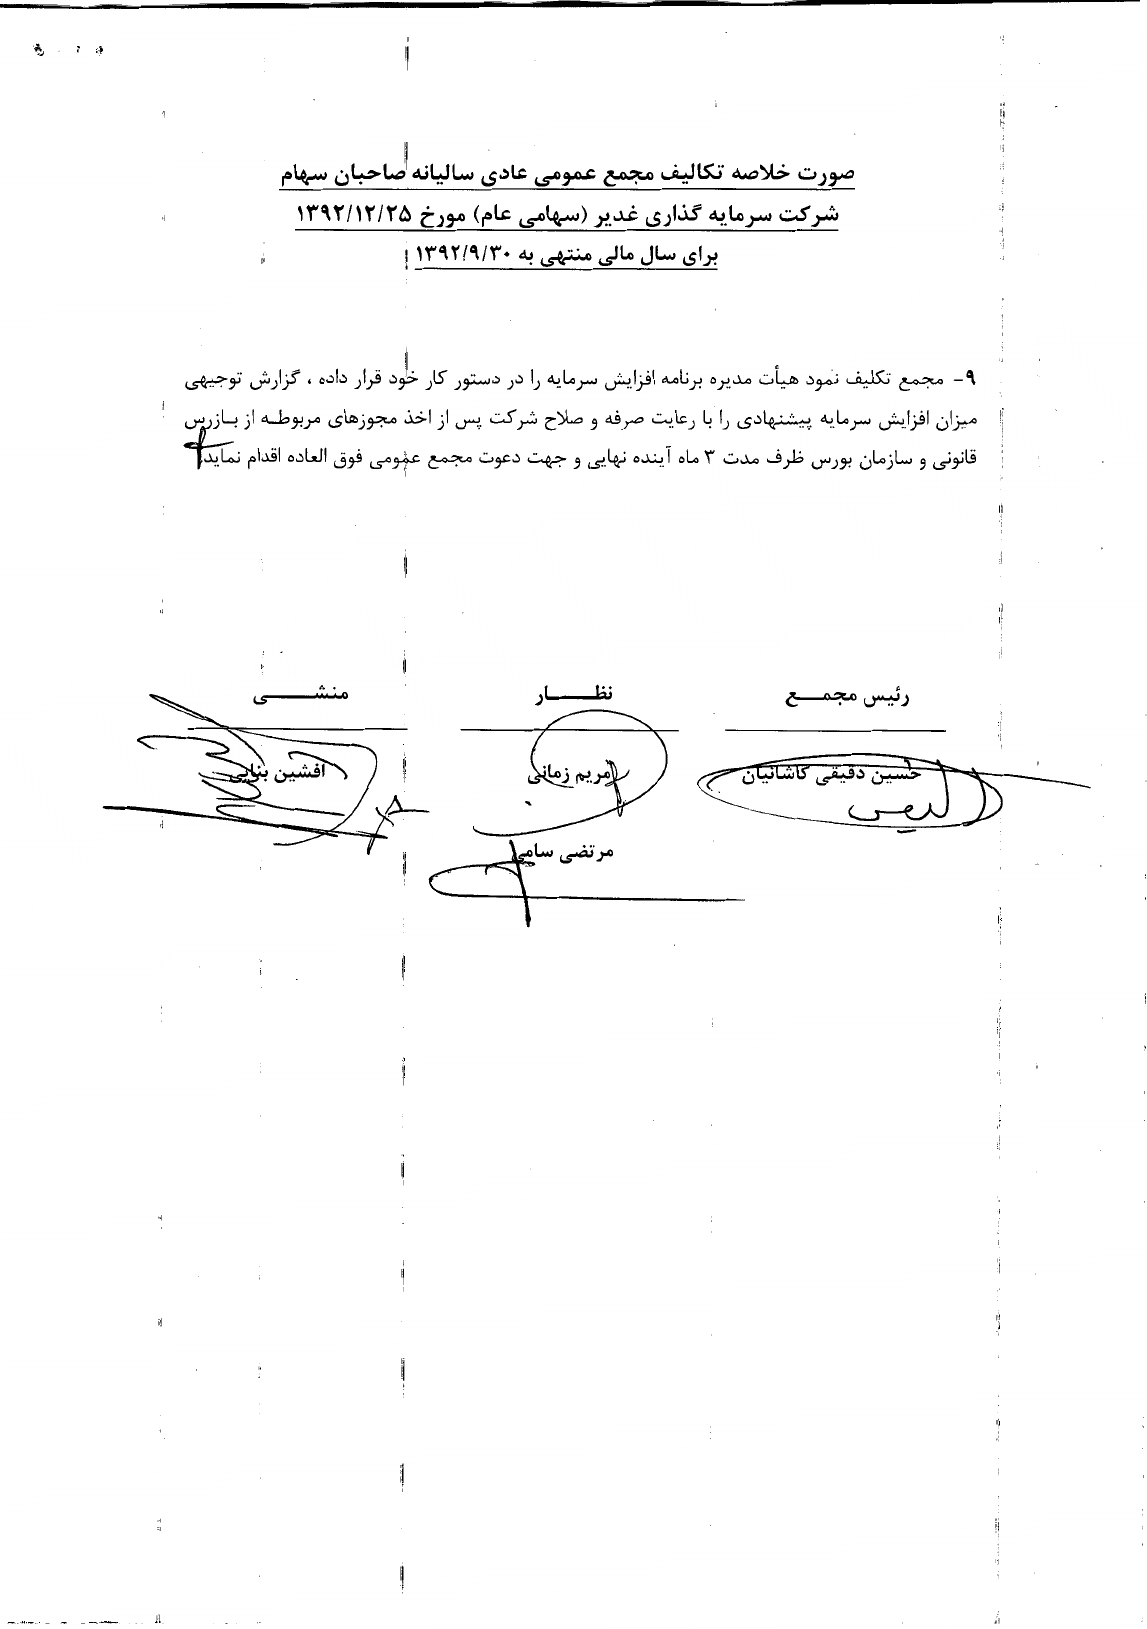 صورت خلاصه تکالیف مجمع عمومی عادی سالیانه صاحبان سهام
شرکت سرمایه گذاری غدیر (سهامی عام) مورخ ۱۳۹۲/۱۲/۲۵
برای سال مالی منتهی به ۱۳۹۲/۹/۳۰
۹- مجمع تکلیف نمود هیأت مدیره برنامه افزایش سرمایه را در دستور کار خود قرار داده ، گزارش توجیهی
میزان افزایش سرمایه پیشنهادی را با رعایت صرفه و صلاح شرکت پس از اخذ مجوزهای مربوطه از بازرس
قانونی و سازمان بورس ظرف مدت ۳ ماه آینده نهایی و جهت دعوت مجمع عمومی فوق العاده اقدام نماید.
رئیس مجمــع نظــــار منشــــی
حسین دقیقی کاشانیان مریم زمانی افشین بنایی
مرتضی سامی